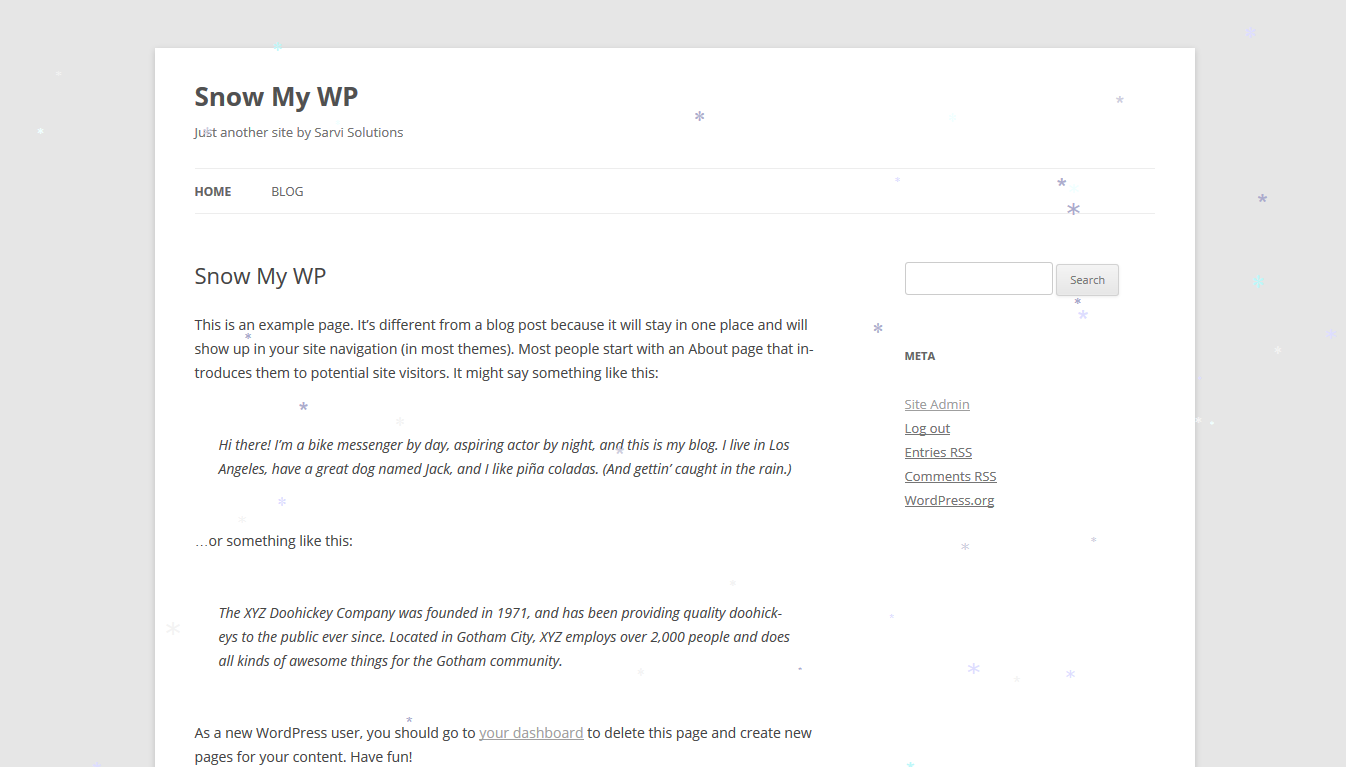 Snow My WP
Just another site by Sarvi Solutions
HOME BLOG
Snow My WP
This is an example page. It’s different from a blog post because it will stay in one place and will
show up in your site navigation (in most themes). Most people start with an About page that in-
troduces them to potential site visitors. It might say something like this:
Hi there! I’m a bike messenger by day, aspiring actor by night, and this is my blog. I live in Los
Angeles, have a great dog named Jack, and I like piña coladas. (And gettin’ caught in the rain.)
…or something like this:
The XYZ Doohickey Company was founded in 1971, and has been providing quality doohick-
eys to the public ever since. Located in Gotham City, XYZ employs over 2,000 people and does
all kinds of awesome things for the Gotham community.
As a new WordPress user, you should go to your dashboard to delete this page and create new
pages for your content. Have fun!
Search
META
Site Admin
Log out
Entries RSS
Comments RSS
WordPress.org